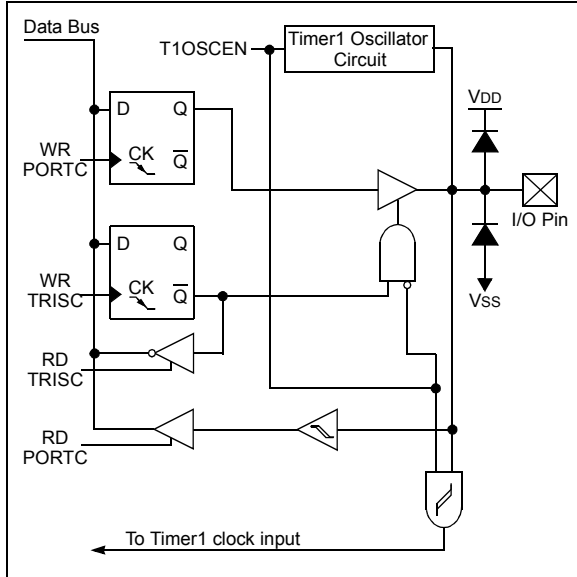 Data Bus
T1OSCEN
Timer1 Oscillator
Circuit
VDD
D
Q
WR
PORTC
CK
Q
I/O Pin
D
Q
WR
TRISC
CK
Q
VSS
RD
TRISC
RD
PORTC
To Timer1 clock input